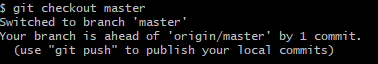 $ git checkout master
Switched to branch 'master'
Your branch is ahead of 'origin/master' by 1 commit.
  (use "git push" to publish your local commits)